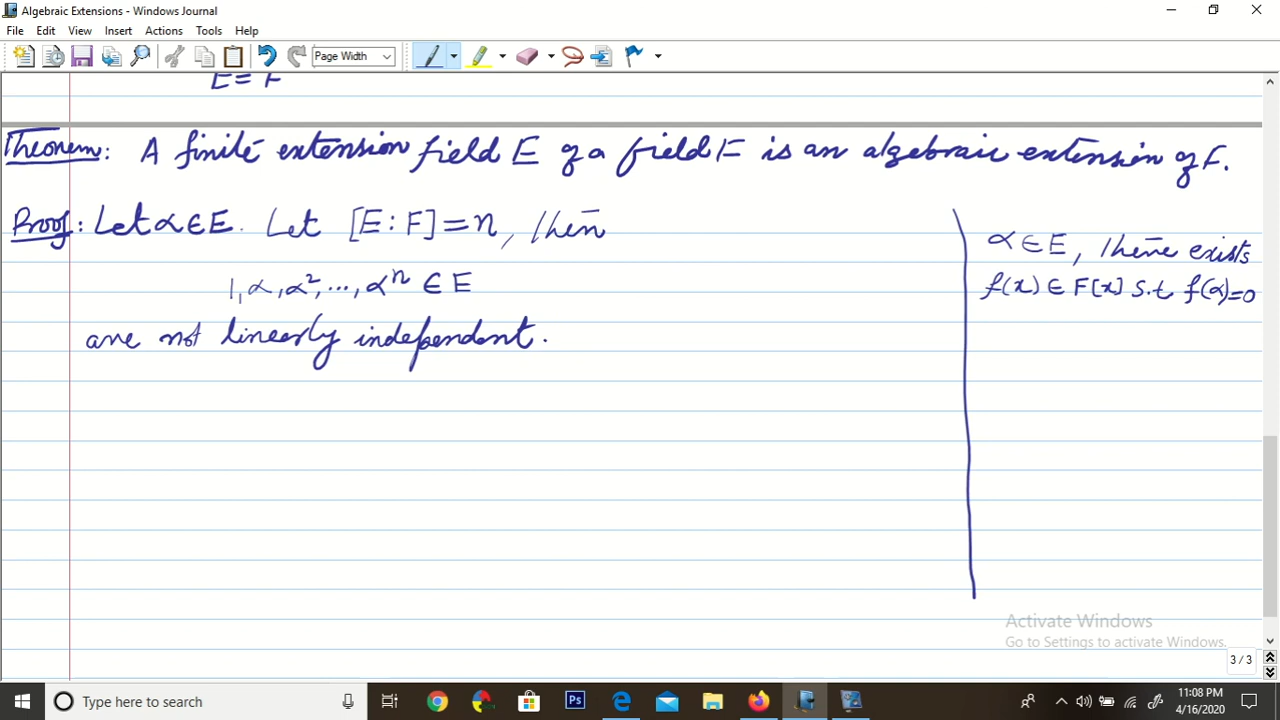 Algebraic Extensions - Windows Journal
File Edit View Insert Actions Tools Help
Page Width
E = F
Theorem: A finite extension field E of a field F is an algebraic extension of F.
Proof: Let α ∈ E. Let [E : F] = n, then
1, α, α², ..., αⁿ ∈ E
are not linearly independent.
α ∈ E, there exists
f(x) ∈ F[x] s.t. f(α)=0
Activate Windows
Go to Settings to activate Windows.
3 / 3
Type here to search
Ps
11:08 PM
4/16/2020